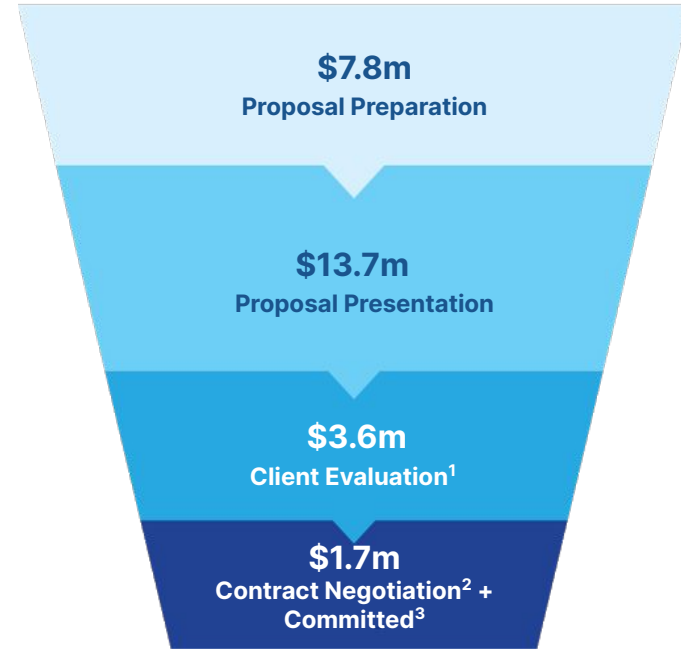 $7.8m
Proposal Preparation
$13.7m
Proposal Presentation
$3.6m
Client Evaluation¹
$1.7m
Contract Negotiation² +
Committed³